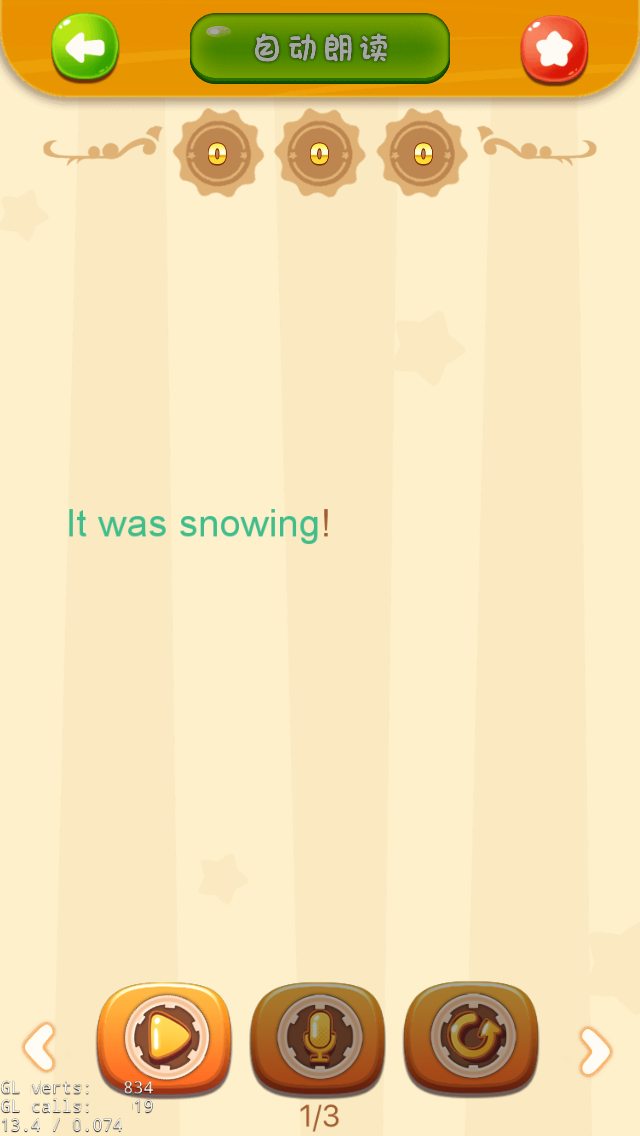 自动朗读
0 0 0
It was snowing!
GL verts: 834
GL calls: 19
13.4 / 0.074
1/3